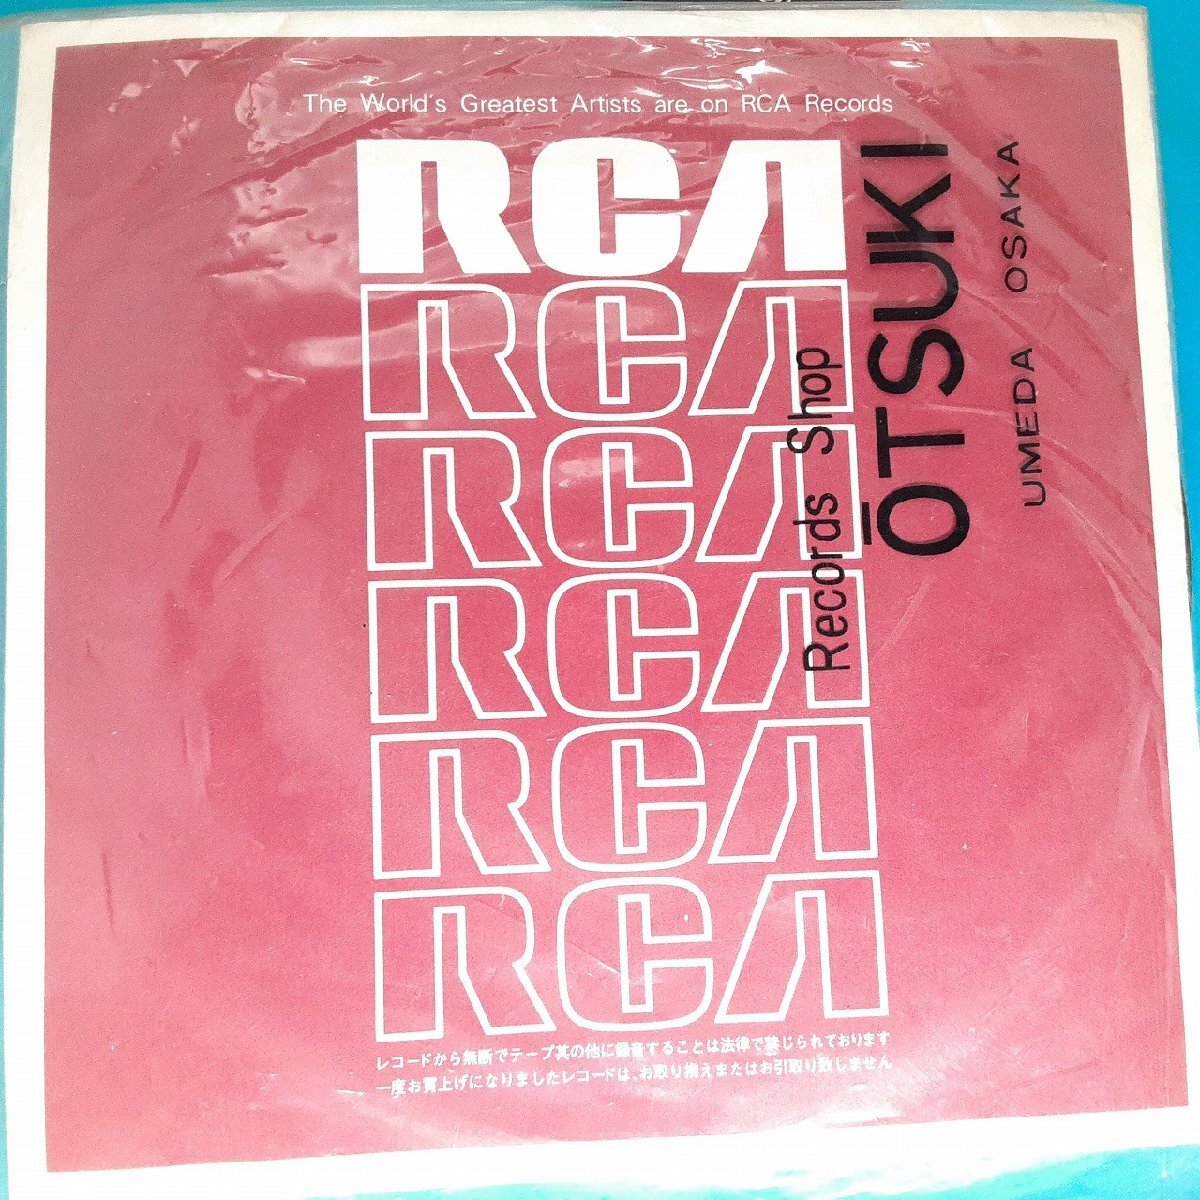 The World's Greatest Artists are on RCA Records
RCA
RCA
RCA
RCA
RCA
RCA
レコードから無断でテープ其の他に録音することは法律で禁じられております
一度お買上げになりましたレコードは、お取り換えまたはお引取り致しません
Records Shop
ŌTSUKI
UMEDA OSAKA